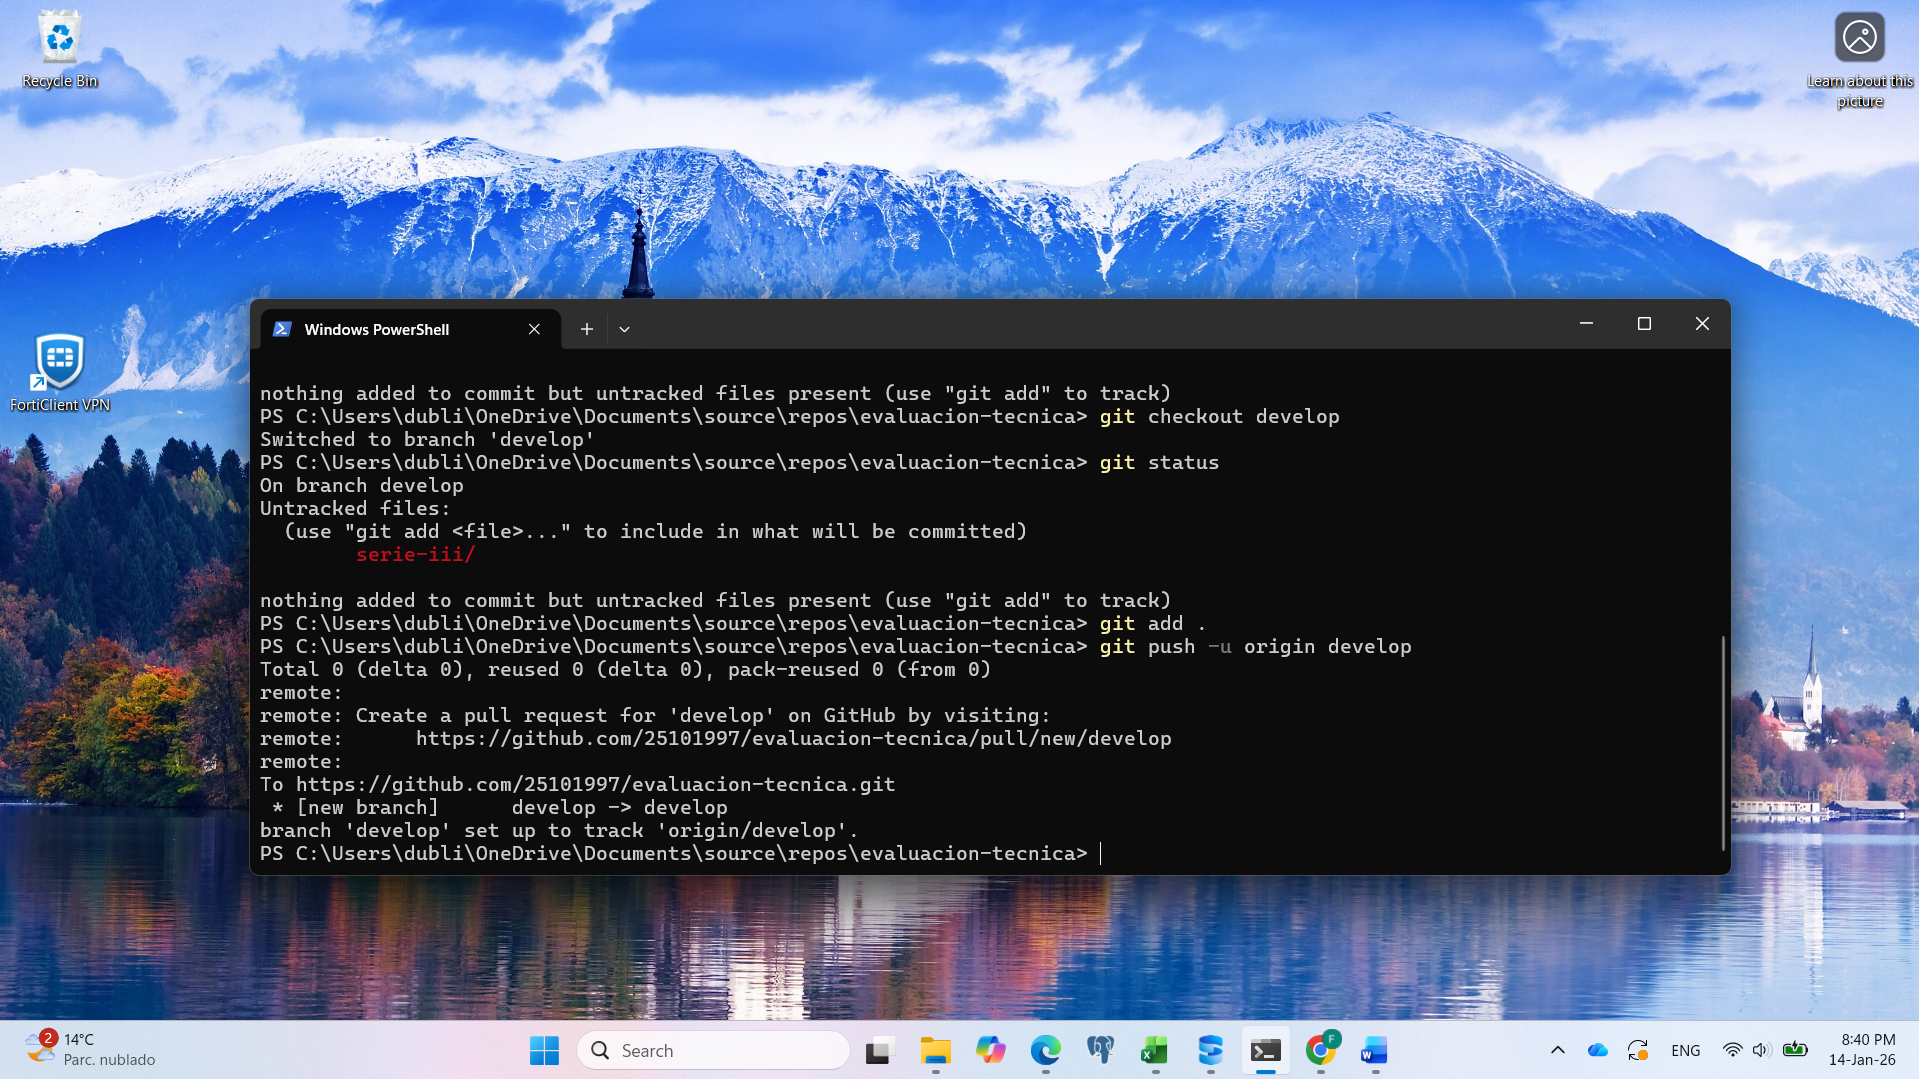 Recycle Bin
Learn about this
picture
FortiClient VPN
Windows PowerShell
nothing added to commit but untracked files present (use "git add" to track)
PS C:\Users\dubli\OneDrive\Documents\source\repos\evaluacion-tecnica> git checkout develop
Switched to branch 'develop'
PS C:\Users\dubli\OneDrive\Documents\source\repos\evaluacion-tecnica> git status
On branch develop
Untracked files:
  (use "git add <file>..." to include in what will be committed)
        serie-iii/
nothing added to commit but untracked files present (use "git add" to track)
PS C:\Users\dubli\OneDrive\Documents\source\repos\evaluacion-tecnica> git add .
PS C:\Users\dubli\OneDrive\Documents\source\repos\evaluacion-tecnica> git push -u origin develop
Total 0 (delta 0), reused 0 (delta 0), pack-reused 0 (from 0)
remote:
remote: Create a pull request for 'develop' on GitHub by visiting:
remote:      https://github.com/25101997/evaluacion-tecnica/pull/new/develop
remote:
To https://github.com/25101997/evaluacion-tecnica.git
 * [new branch]      develop -> develop
branch 'develop' set up to track 'origin/develop'.
PS C:\Users\dubli\OneDrive\Documents\source\repos\evaluacion-tecnica>
2
14°C
Parc. nublado
Search
F
ENG
8:40 PM
14-Jan-26